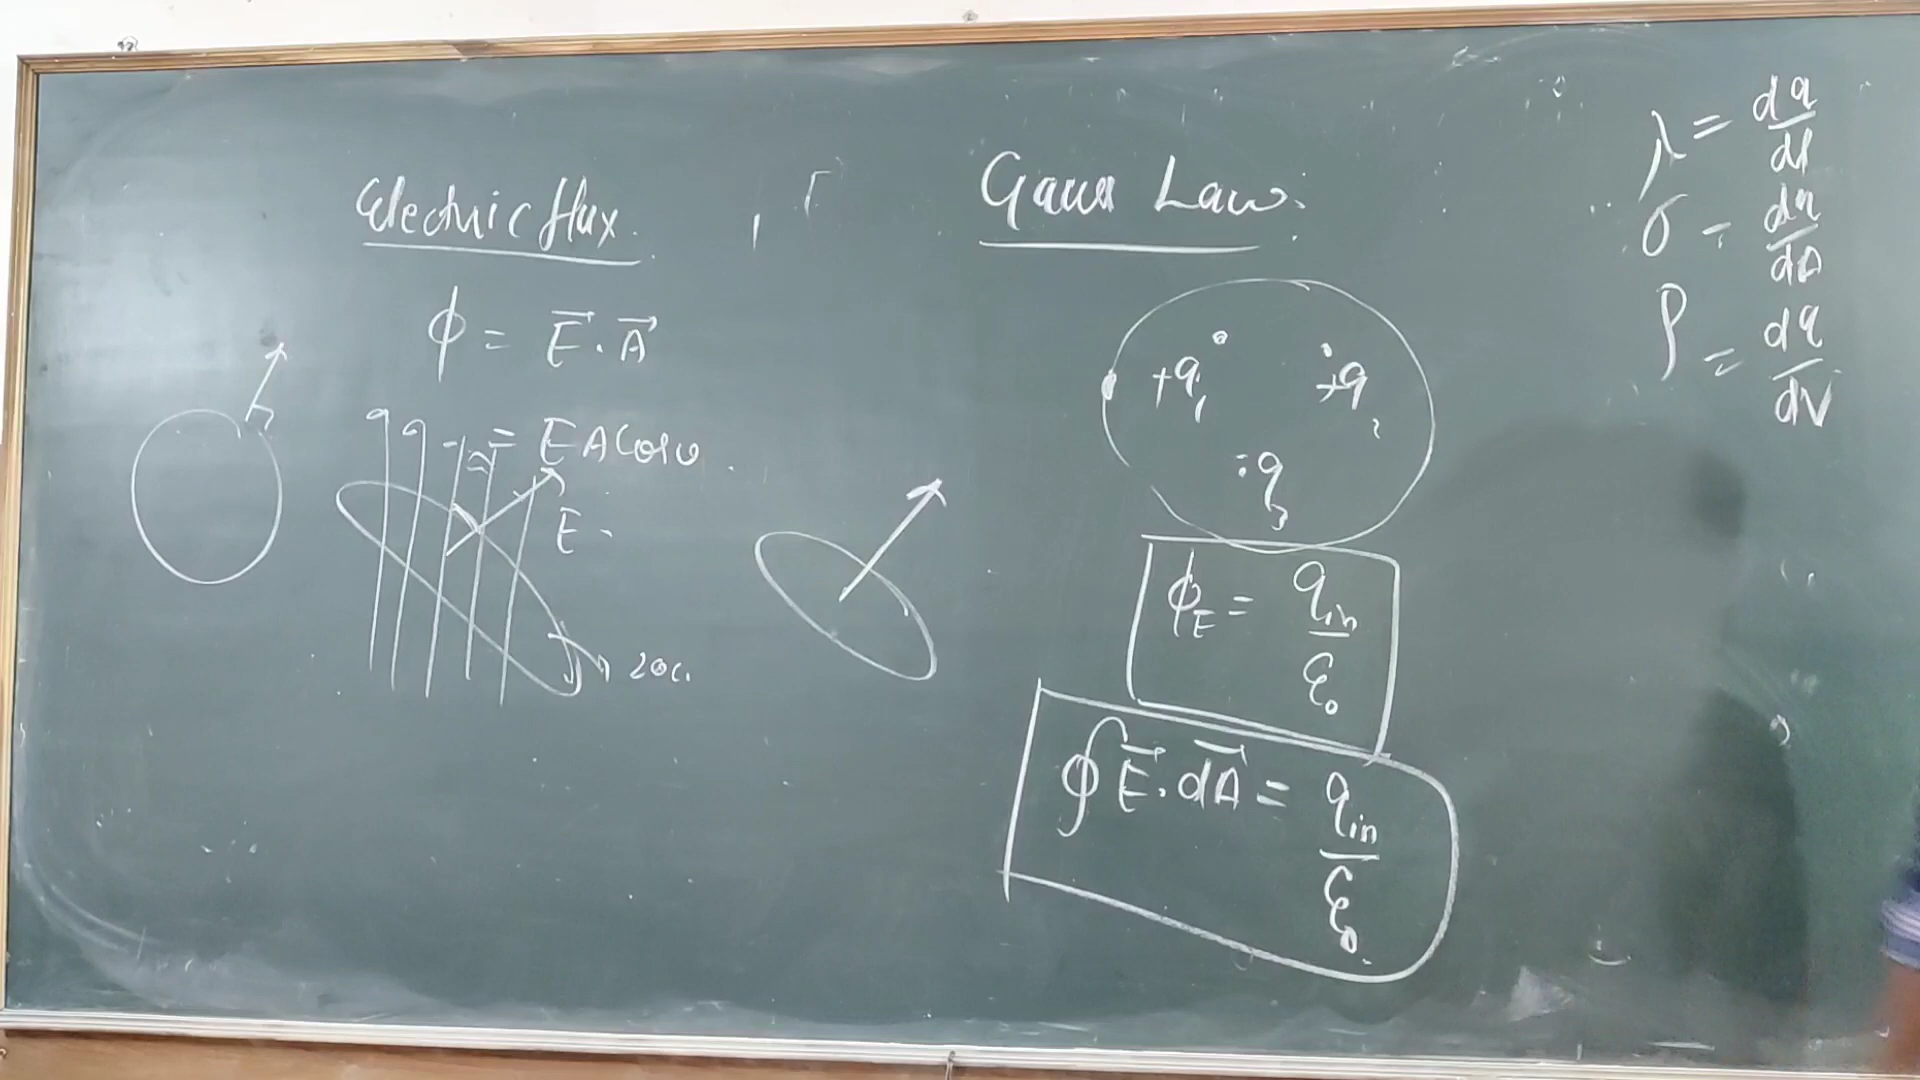 Electric flux.
ϕ = E⃗ . A⃗
= E A Cosθ
E
Gauss Law:
+q₁ +q₂
-q₃
ϕ_E = q_in / ε₀
∮ E⃗ . dA⃗ = q_in / ε₀
λ = dq/dl
σ = dq/dA
ρ = dq/dV